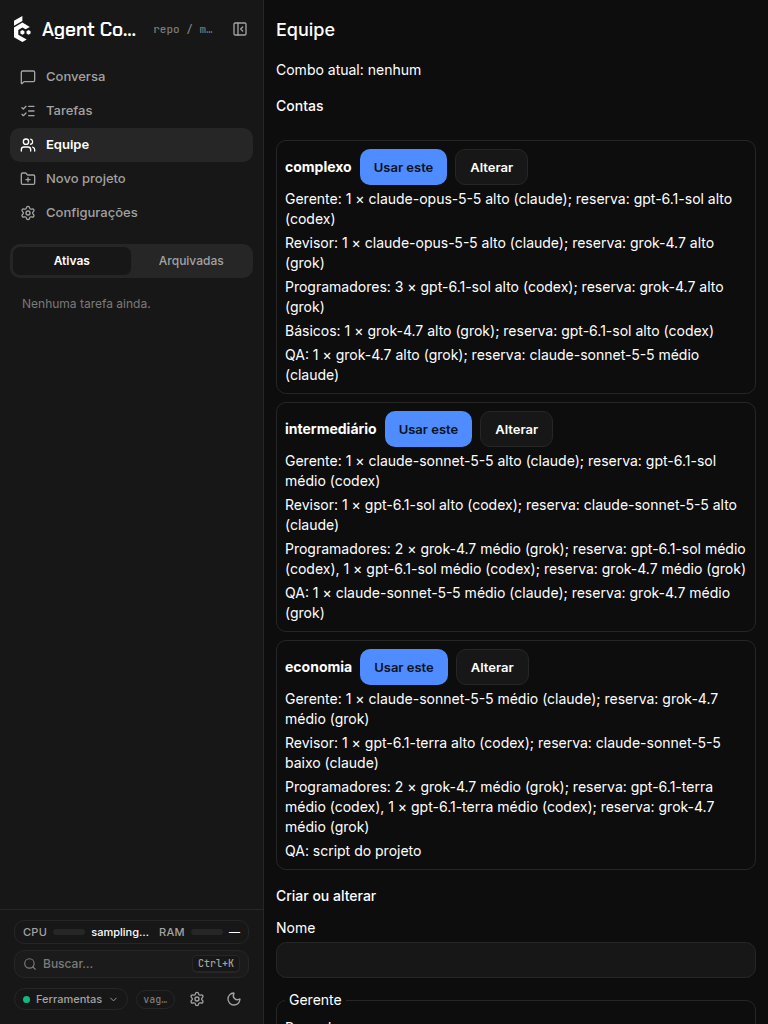 Agent Co...
repo / m...
Conversa
Tarefas
Equipe
Novo projeto
Configurações
Ativas
Arquivadas
Nenhuma tarefa ainda.
CPU
sampling...
RAM
—
Buscar...
Ctrl+K
Ferramentas
vag...
Equipe
Combo atual: nenhum
Contas
complexo
Usar este
Alterar
Gerente: 1 × claude-opus-5-5 alto (claude); reserva: gpt-6.1-sol alto
(codex)
Revisor: 1 × claude-opus-5-5 alto (claude); reserva: grok-4.7 alto
(grok)
Programadores: 3 × gpt-6.1-sol alto (codex); reserva: grok-4.7 alto
(grok)
Básicos: 1 × grok-4.7 alto (grok); reserva: gpt-6.1-sol alto (codex)
QA: 1 × grok-4.7 alto (grok); reserva: claude-sonnet-5-5 médio
(claude)
intermediário
Usar este
Alterar
Gerente: 1 × claude-sonnet-5-5 alto (claude); reserva: gpt-6.1-sol
médio (codex)
Revisor: 1 × gpt-6.1-sol alto (codex); reserva: claude-sonnet-5-5 alto
(claude)
Programadores: 2 × grok-4.7 médio (grok); reserva: gpt-6.1-sol médio
(codex), 1 × gpt-6.1-sol médio (codex); reserva: grok-4.7 médio (grok)
QA: 1 × claude-sonnet-5-5 médio (claude); reserva: grok-4.7 médio
(grok)
economia
Usar este
Alterar
Gerente: 1 × claude-sonnet-5-5 médio (claude); reserva: grok-4.7
médio (grok)
Revisor: 1 × gpt-6.1-terra alto (codex); reserva: claude-sonnet-5-5
baixo (claude)
Programadores: 2 × grok-4.7 médio (grok); reserva: gpt-6.1-terra
médio (codex), 1 × gpt-6.1-terra médio (codex); reserva: grok-4.7
médio (grok)
QA: script do projeto
Criar ou alterar
Nome
Gerente